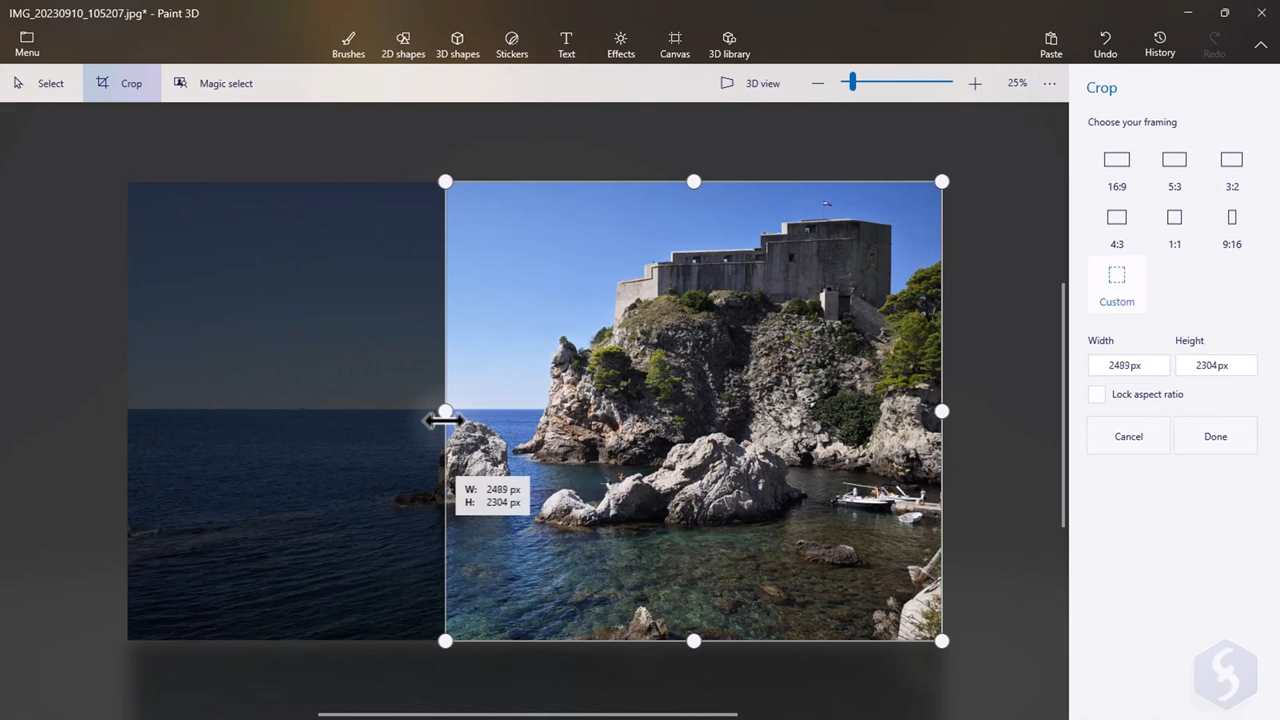 IMG_20230910_105207.jpg* - Paint 3D
Menu
Brushes 2D shapes 3D shapes Stickers Text Effects Canvas 3D library
Paste Undo History Redo
Select Crop Magic select 3D view 25%
Crop
Choose your framing
16:9 5:3 3:2
4:3 1:1 9:16
Custom
Width Height
2489px 2304px
Lock aspect ratio
Cancel Done
W: 2489 px
H: 2304 px